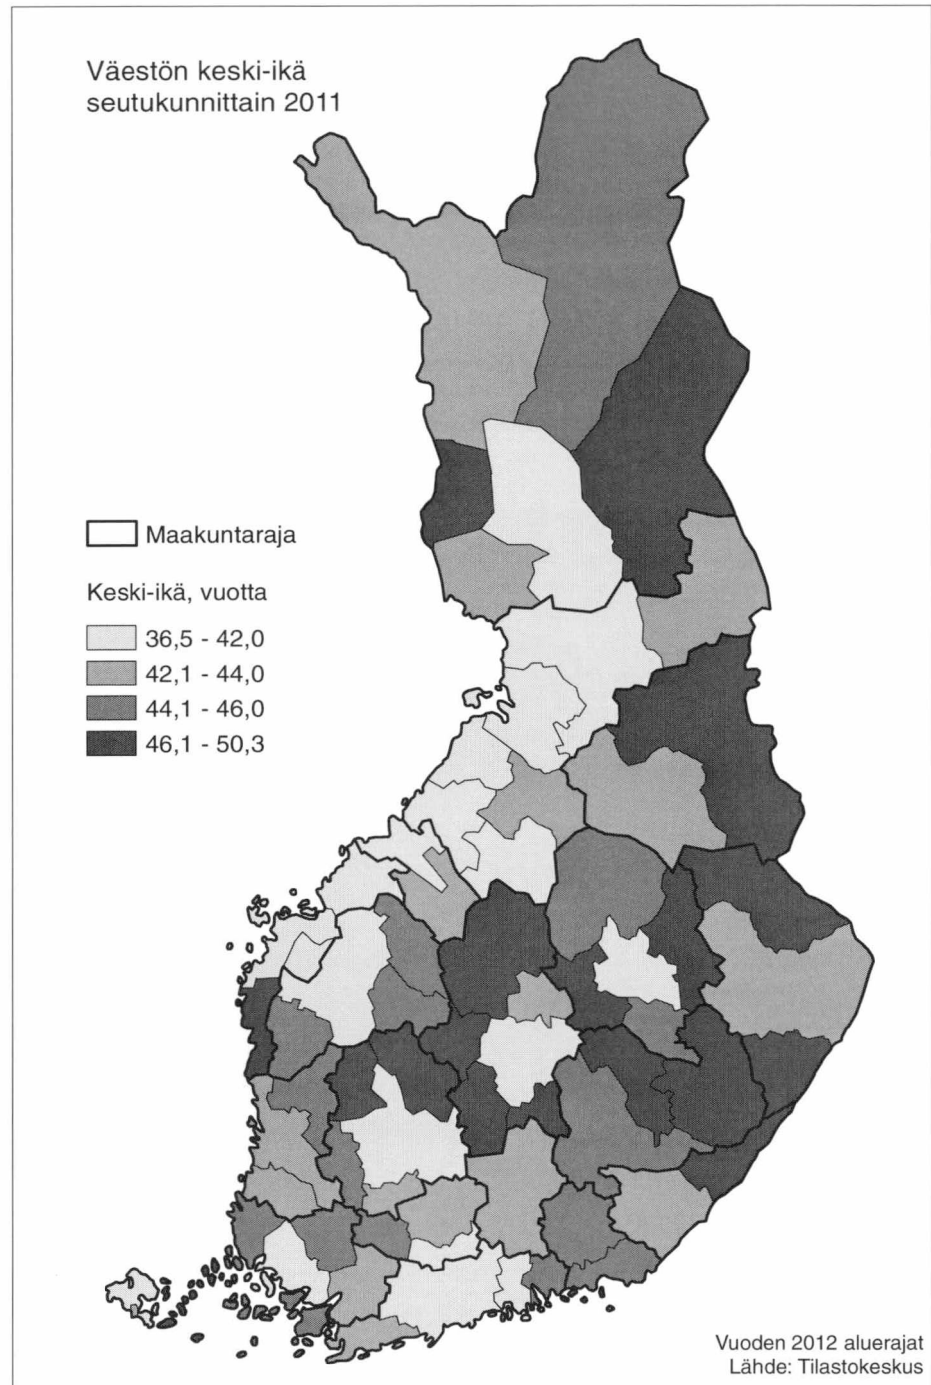 Väestön keski-ikä
seutukunnittain 2011
Maakuntaraja
Keski-ikä, vuotta
36,5 - 42,0
42,1 - 44,0
44,1 - 46,0
46,1 - 50,3
Vuoden 2012 aluerajat
Lähde: Tilastokeskus